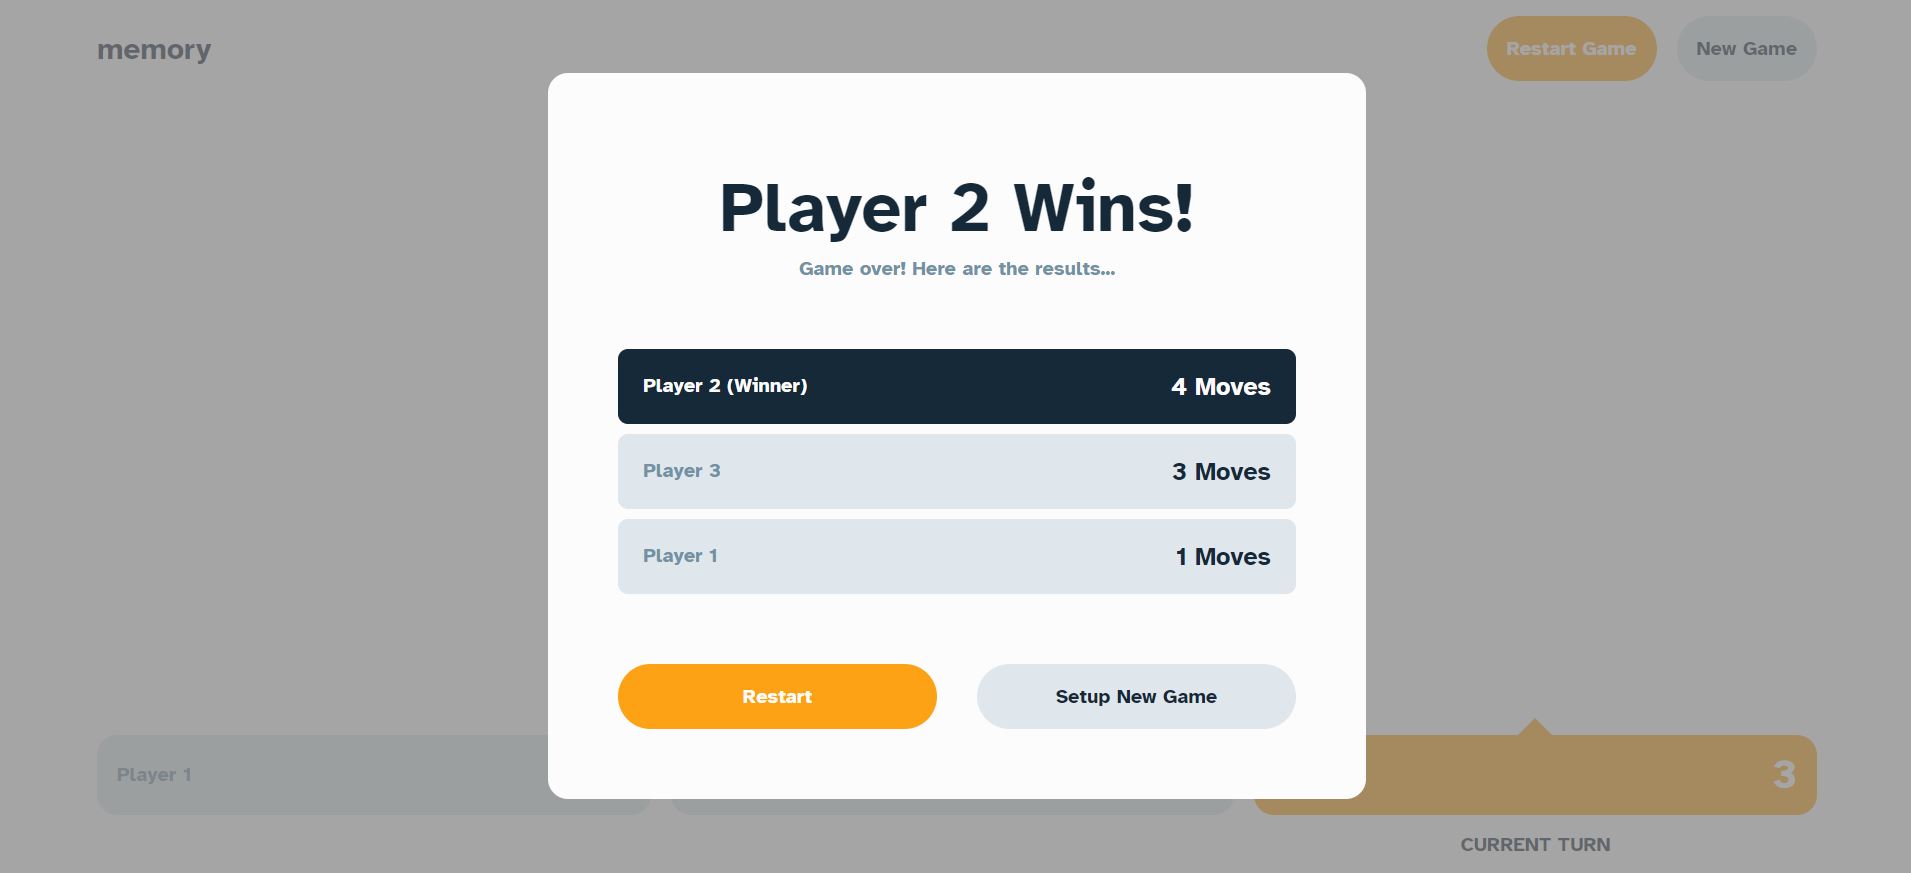 memory
Restart Game
New Game
Player 2 Wins!
Game over! Here are the results...
Player 2 (Winner)
4 Moves
Player 3
3 Moves
Player 1
1 Moves
Restart
Setup New Game
Player 1
3
CURRENT TURN